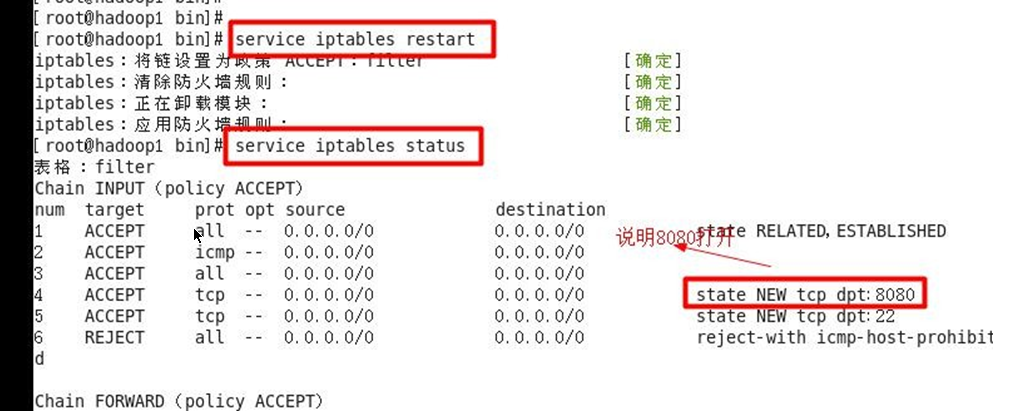 [ root@hadoop1 bin]#
[ root@hadoop1 bin]#
[ root@hadoop1 bin]# service iptables restart
iptables：将链设置为政策 ACCEPT：filter [确定]
iptables：清除防火墙规则： [确定]
iptables：正在卸载模块： [确定]
iptables：应用防火墙规则： [确定]
[ root@hadoop1 bin]# service iptables status
表格：filter
Chain INPUT (policy ACCEPT)
num target prot opt source destination
1 ACCEPT all -- 0.0.0.0/0 0.0.0.0/0 state RELATED,ESTABLISHED
说明8080打开
2 ACCEPT icmp -- 0.0.0.0/0 0.0.0.0/0
3 ACCEPT all -- 0.0.0.0/0 0.0.0.0/0
4 ACCEPT tcp -- 0.0.0.0/0 0.0.0.0/0 state NEW tcp dpt:8080
5 ACCEPT tcp -- 0.0.0.0/0 0.0.0.0/0 state NEW tcp dpt:22
6 REJECT all -- 0.0.0.0/0 0.0.0.0/0 reject-with icmp-host-prohibit
d
Chain FORWARD (policy ACCEPT)